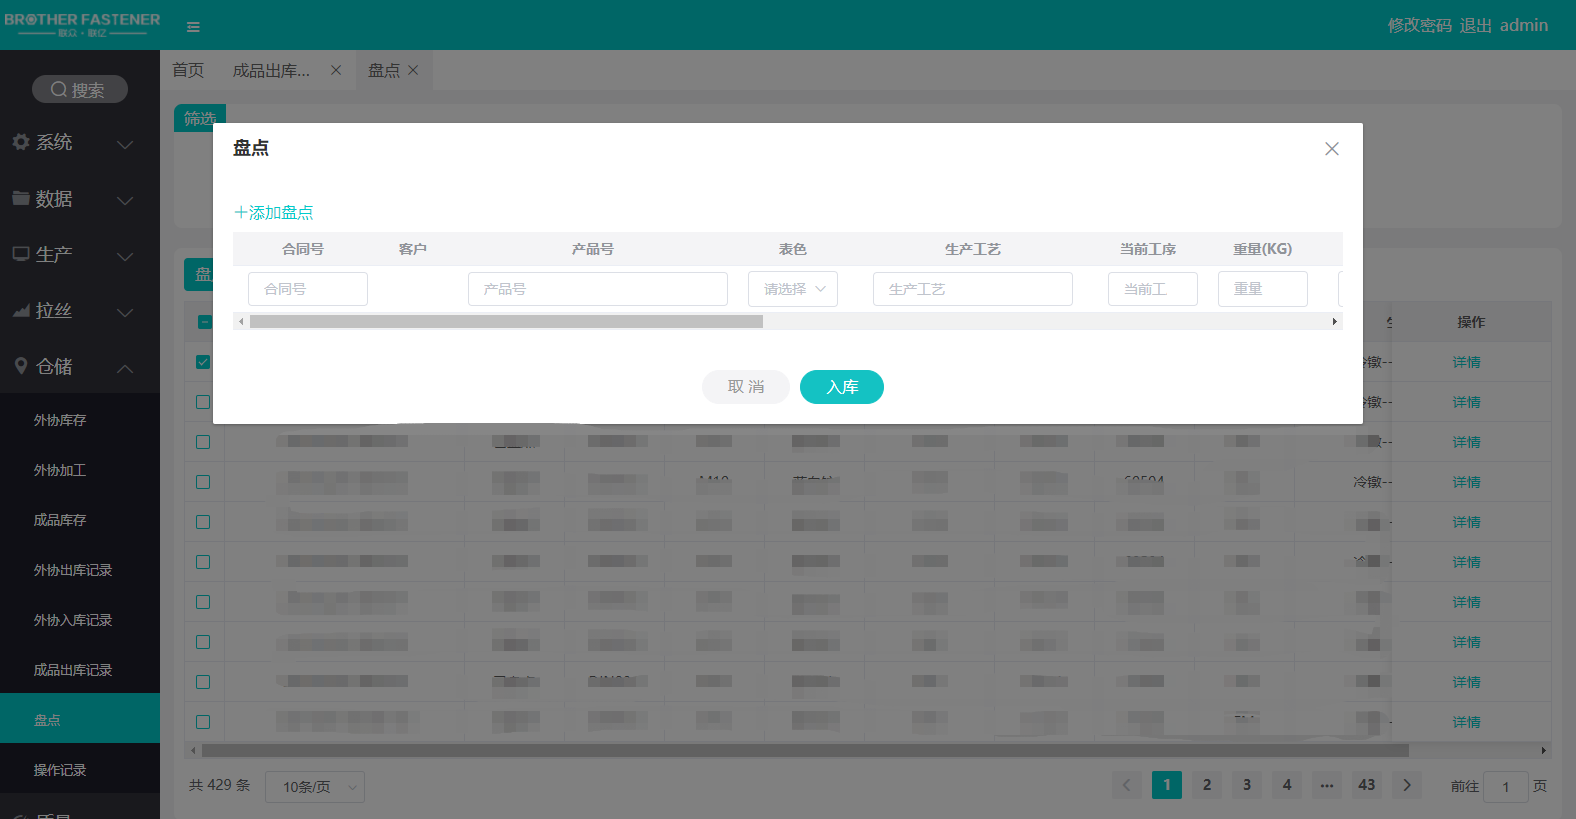 BROTHER FASTENER
联众·联亿
修改密码 退出 admin
搜索
系统
数据
生产
拉丝
仓储
外协库存
外协加工
成品库存
外协出库记录
外协入库记录
成品出库记录
盘点
操作记录
首页 成品出库... 盘点
筛选
盘点
+添加盘点
合同号 客户 产品号 表色 生产工艺 当前工序 重量(KG)
合同号 产品号 请选择 生产工艺 当前工 重量
取 消 入库
盘
操作
冷镦-- 详情
冷镦-- 详情
详情
冷镦-- 详情
详情
详情
详情
详情
详情
详情
共 429 条 10条/页 1 2 3 4 ... 43 前往 1 页